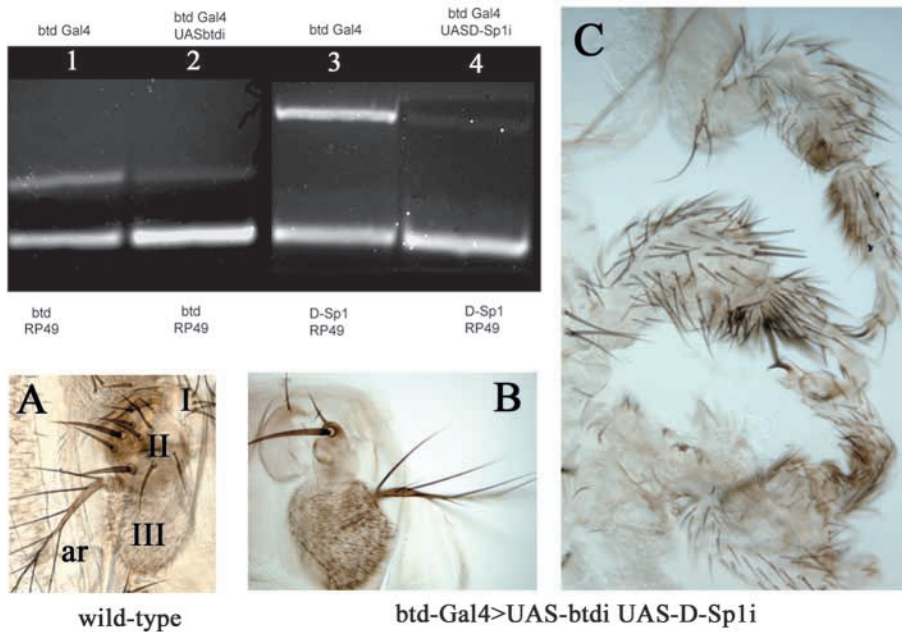 btd Gal4
btd Gal4
UASbtdi
btd Gal4
btd Gal4
UASD-Sp1i
1 2 3 4
btd
RP49
btd
RP49
D-Sp1
RP49
D-Sp1
RP49
A
I
II
III
ar
B
C
wild-type
btd-Gal4>UAS-btdi UAS-D-Sp1i